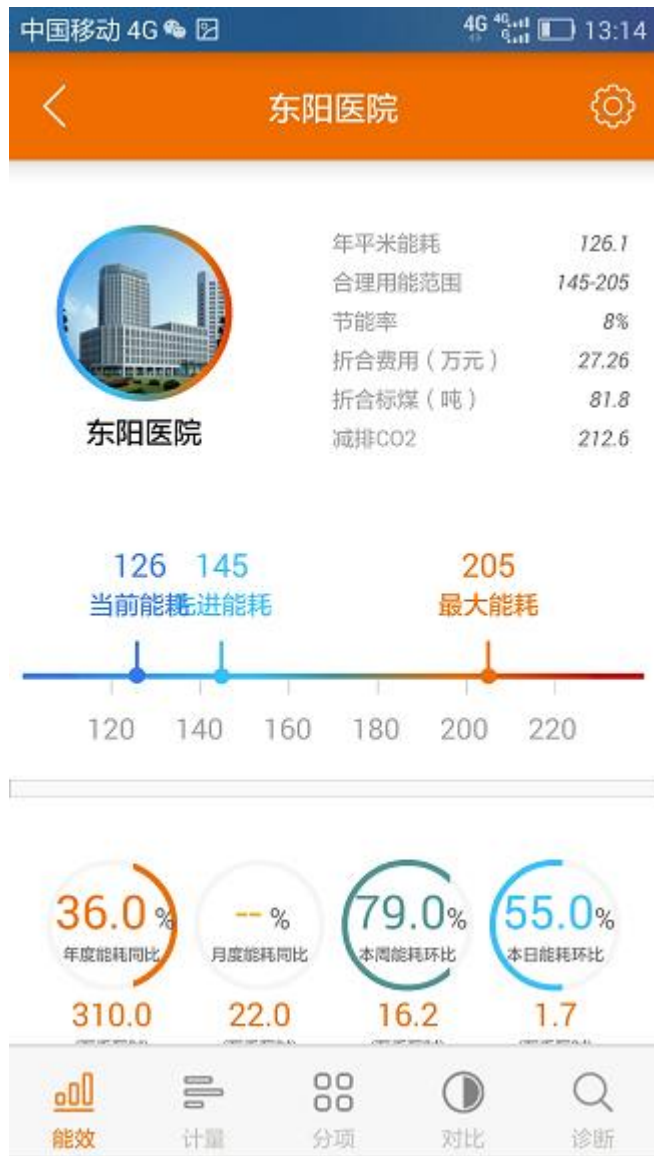 中国移动 4G 4G 13:14
东阳医院
年平米能耗 126.1
合理用能范围 145-205
节能率 8%
折合费用（万元） 27.26
折合标煤（吨） 81.8
减排CO2 212.6
东阳医院
126 145 205
当前能耗 进能耗 最大能耗
120 140 160 180 200 220
36.0% --% 79.0% 55.0%
年度能耗同比 月度能耗同比 本周能耗环比 本日能耗环比
310.0 22.0 16.2 1.7
能效 计量 分项 对比 诊断